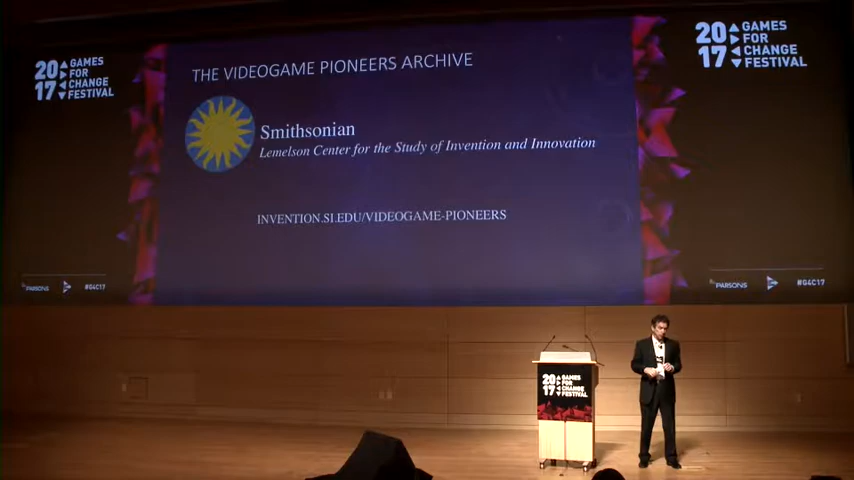 20 GAMES
FOR
17 CHANGE
FESTIVAL
THE VIDEOGAME PIONEERS ARCHIVE
Smithsonian
Lemelson Center for the Study of Invention and Innovation
INVENTION.SI.EDU/VIDEOGAME-PIONEERS
20 GAMES
FOR
17 CHANGE
FESTIVAL
PARSONS #G4C17
PARSONS #G4C17
20 GAMES
FOR
17 CHANGE
FESTIVAL